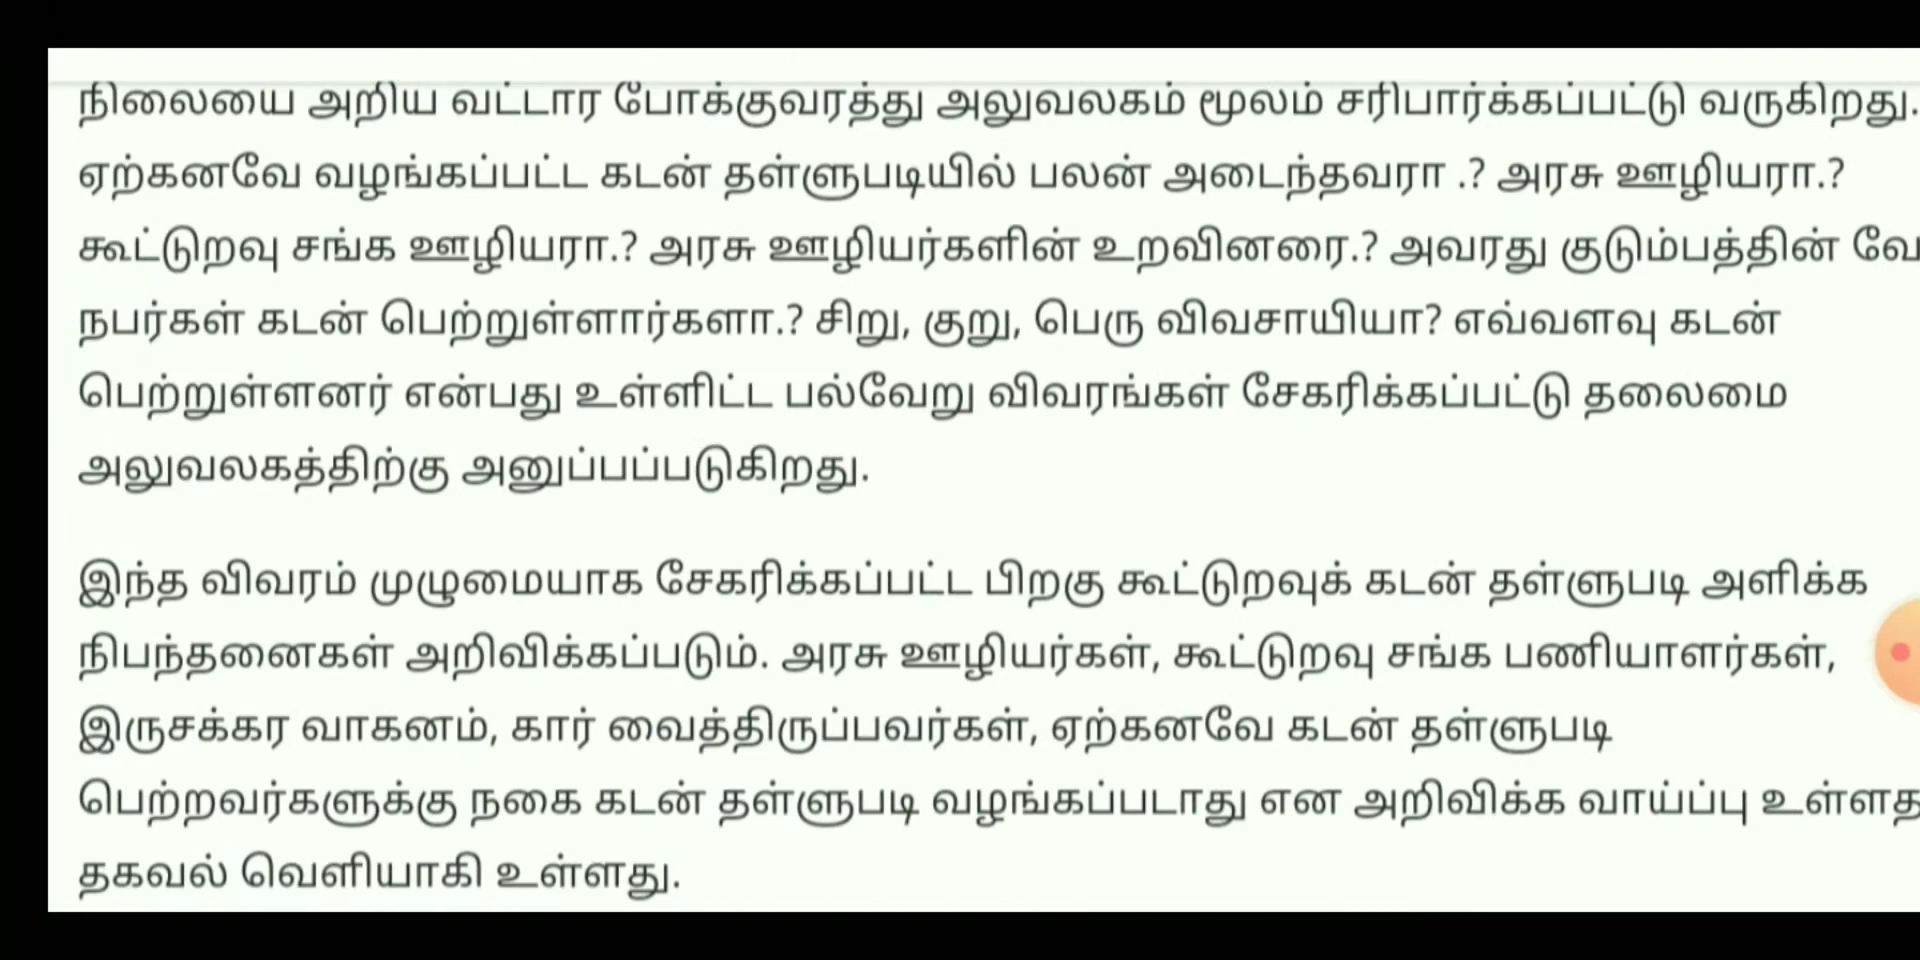 நிலையை அறிய வட்டார போக்குவரத்து அலுவலகம் மூலம் சரிபார்க்கப்பட்டு வருகிறது.
ஏற்கனவே வழங்கப்பட்ட கடன் தள்ளுபடியில் பலன் அடைந்தவரா .? அரசு ஊழியரா.?
கூட்டுறவு சங்க ஊழியரா.? அரசு ஊழியர்களின் உறவினரை.? அவரது குடும்பத்தின்
நபர்கள் கடன் பெற்றுள்ளார்களா.? சிறு, குறு, பெரு விவசாயியா? எவ்வளவு கடன்
பெற்றுள்ளனர் என்பது உள்ளிட்ட பல்வேறு விவரங்கள் சேகரிக்கப்பட்டு தலைமை
அலுவலகத்திற்கு அனுப்பப்படுகிறது.
இந்த விவரம் முழுமையாக சேகரிக்கப்பட்ட பிறகு கூட்டுறவுக் கடன் தள்ளுபடி அளிக்க
நிபந்தனைகள் அறிவிக்கப்படும். அரசு ஊழியர்கள், கூட்டுறவு சங்க பணியாளர்கள்,
இருசக்கர வாகனம், கார் வைத்திருப்பவர்கள், ஏற்கனவே கடன் தள்ளுபடி
பெற்றவர்களுக்கு நகை கடன் தள்ளுபடி வழங்கப்படாது என அறிவிக்க வாய்ப்பு
தகவல் வெளியாகி உள்ளது.